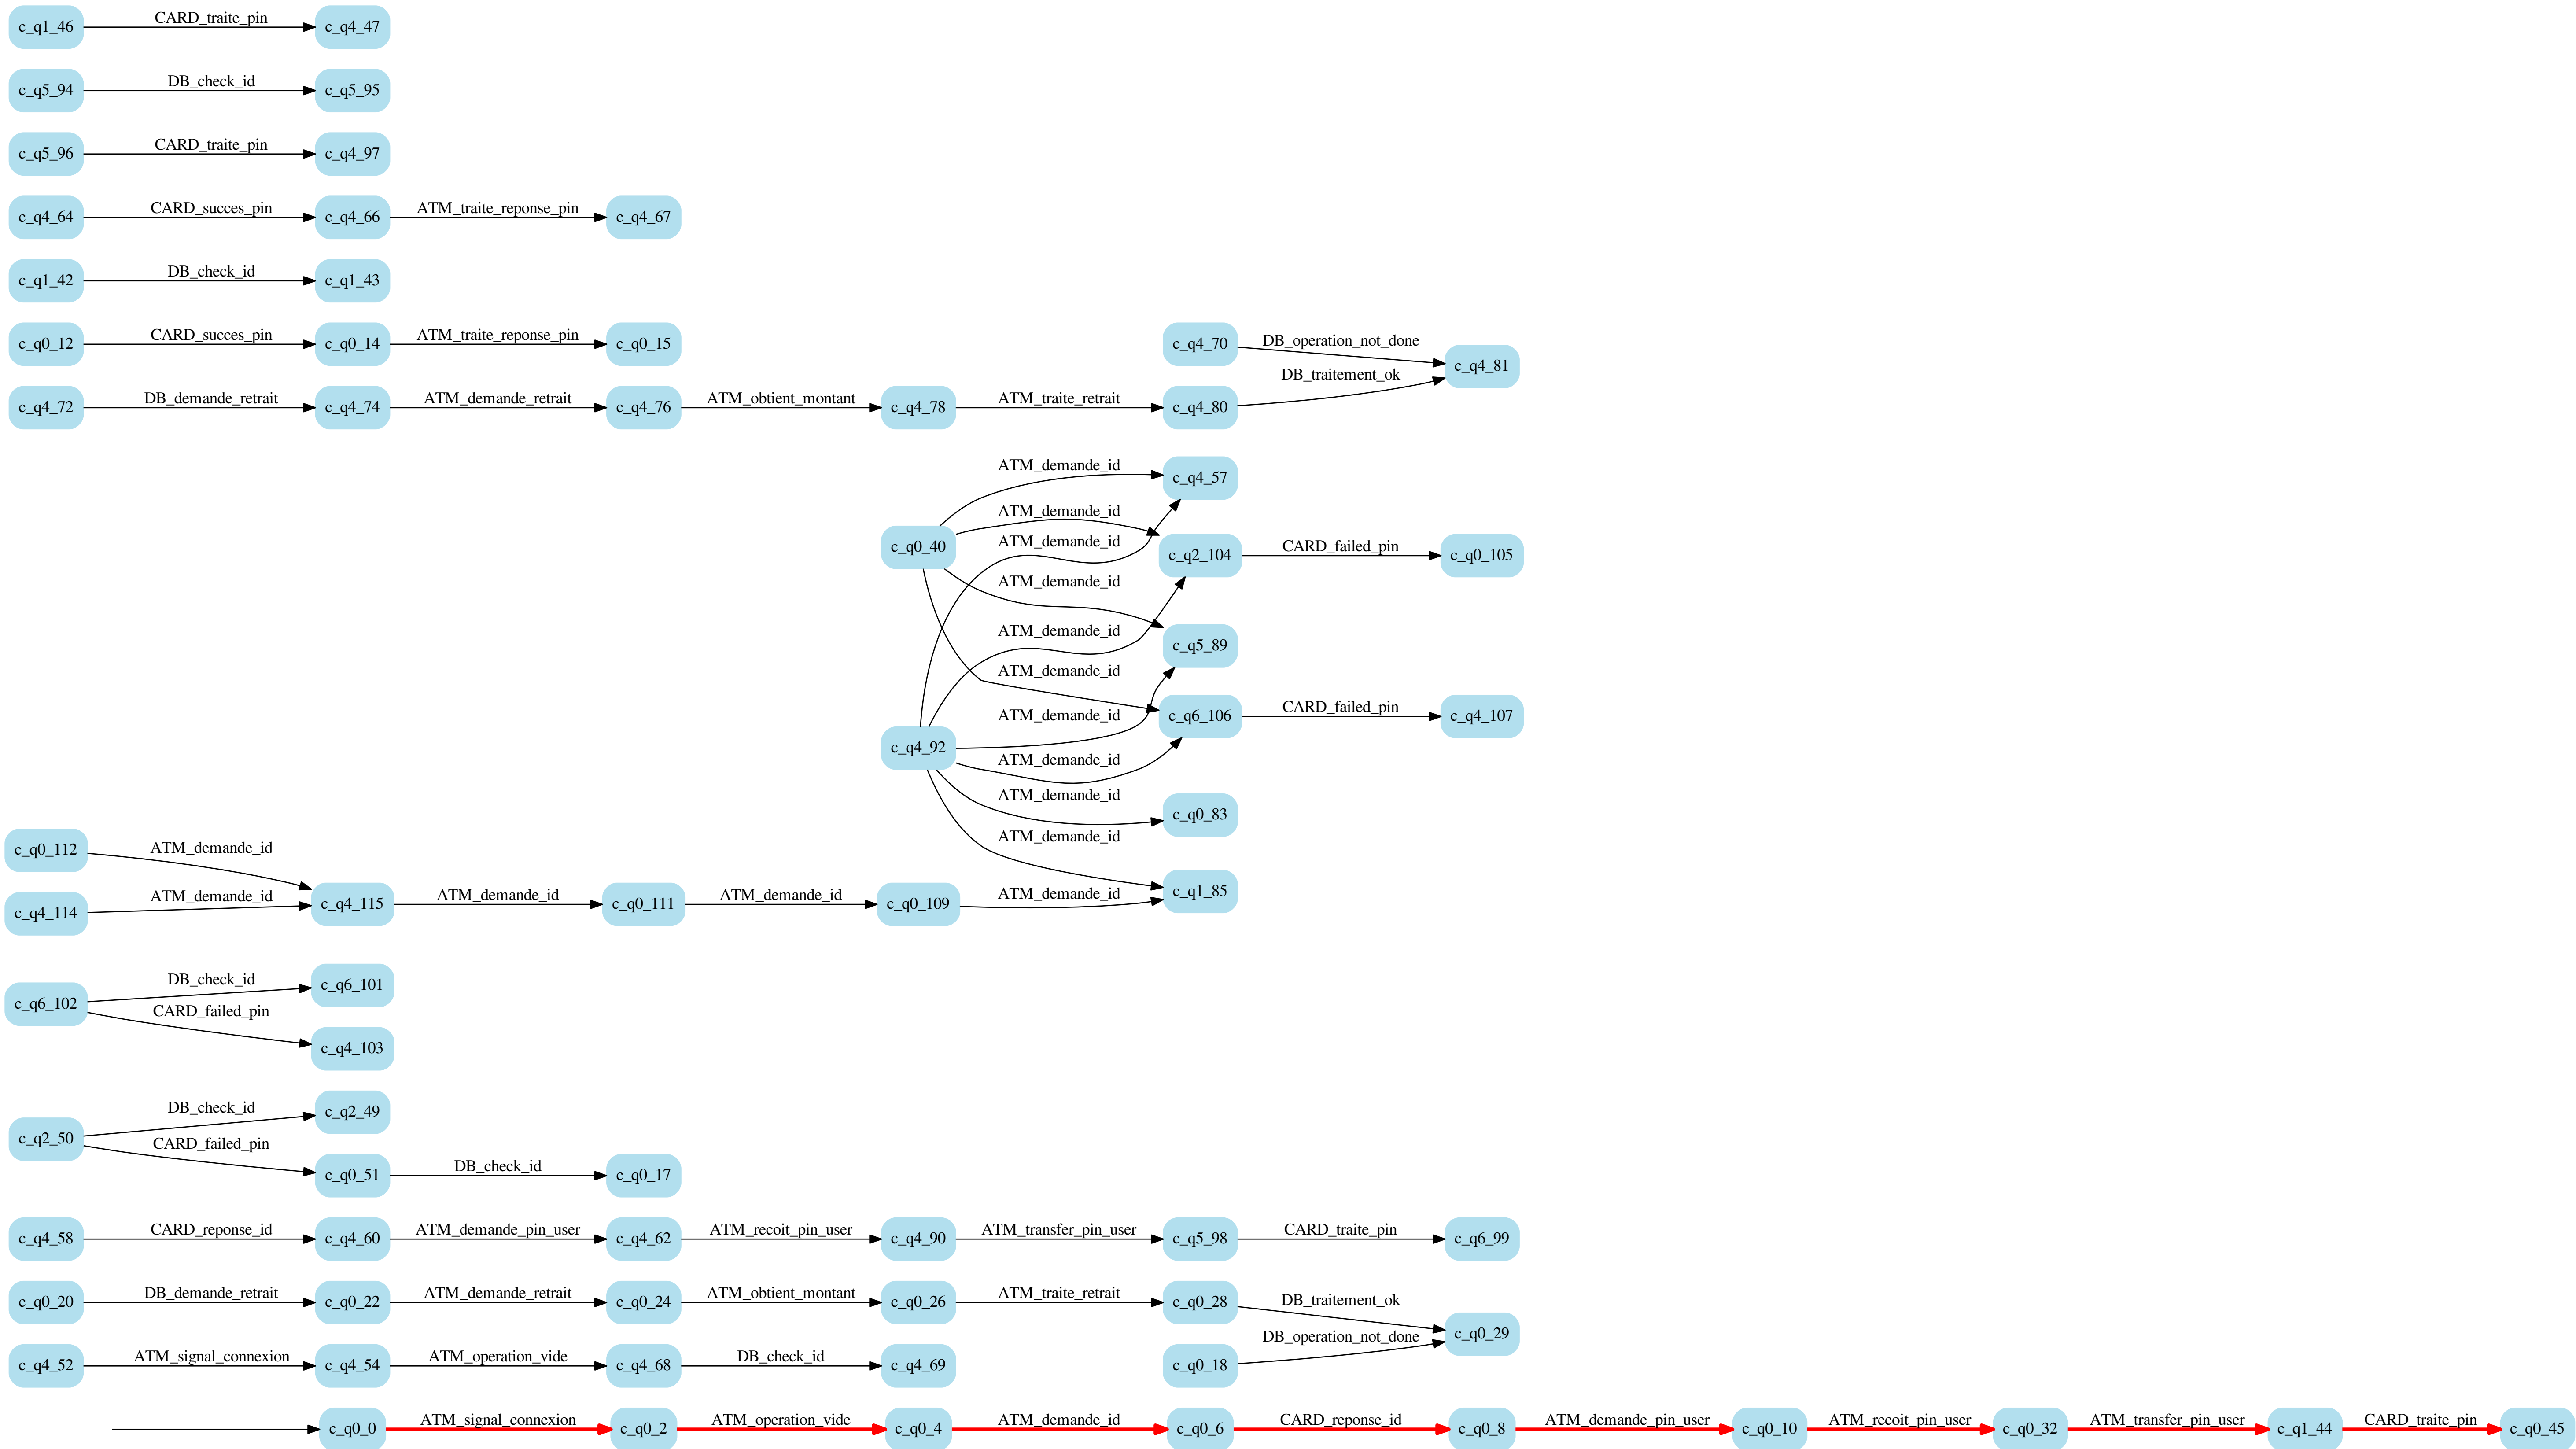 c_q1_46 CARD_traite_pin c_q4_47
c_q5_94 DB_check_id c_q5_95
c_q5_96 CARD_traite_pin c_q4_97
c_q4_64 CARD_succes_pin c_q4_66 ATM_traite_reponse_pin c_q4_67
c_q1_42 DB_check_id c_q1_43
c_q0_12 CARD_succes_pin c_q0_14 ATM_traite_reponse_pin c_q0_15
c_q4_70 DB_operation_not_done c_q4_81
c_q4_72 DB_demande_retrait c_q4_74 ATM_demande_retrait c_q4_76 ATM_obtient_montant c_q4_78 ATM_traite_retrait c_q4_80 DB_traitement_ok
ATM_demande_id c_q4_57
ATM_demande_id
c_q0_40 ATM_demande_id c_q2_104 CARD_failed_pin c_q0_105
ATM_demande_id
ATM_demande_id c_q5_89
ATM_demande_id
ATM_demande_id c_q6_106 CARD_failed_pin c_q4_107
c_q4_92 ATM_demande_id
ATM_demande_id c_q0_83
ATM_demande_id
c_q0_112 ATM_demande_id
c_q4_114 ATM_demande_id c_q4_115 ATM_demande_id c_q0_111 ATM_demande_id c_q0_109 ATM_demande_id c_q1_85
c_q6_102 DB_check_id c_q6_101
CARD_failed_pin c_q4_103
c_q2_50 DB_check_id c_q2_49
CARD_failed_pin c_q0_51 DB_check_id c_q0_17
c_q4_58 CARD_reponse_id c_q4_60 ATM_demande_pin_user c_q4_62 ATM_recoit_pin_user c_q4_90 ATM_transfer_pin_user c_q5_98 CARD_traite_pin c_q6_99
c_q0_20 DB_demande_retrait c_q0_22 ATM_demande_retrait c_q0_24 ATM_obtient_montant c_q0_26 ATM_traite_retrait c_q0_28 DB_traitement_ok c_q0_29
c_q4_52 ATM_signal_connexion c_q4_54 ATM_operation_vide c_q4_68 DB_check_id c_q4_69 c_q0_18 DB_operation_not_done
c_q0_0 ATM_signal_connexion c_q0_2 ATM_operation_vide c_q0_4 ATM_demande_id c_q0_6 CARD_reponse_id c_q0_8 ATM_demande_pin_user c_q0_10 ATM_recoit_pin_user c_q0_32 ATM_transfer_pin_user c_q1_44 CARD_traite_pin c_q0_45